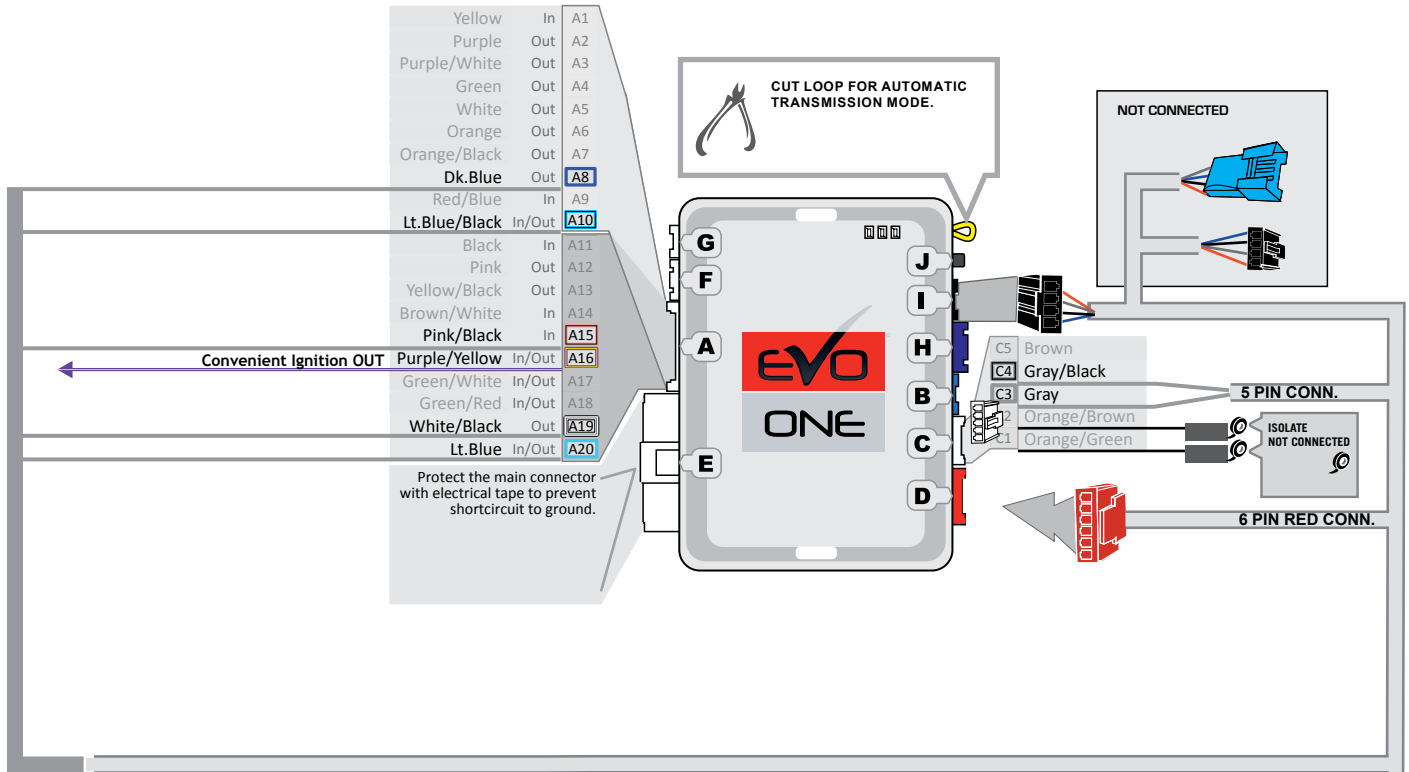 Yellow In A1
Purple Out A2
Purple/White Out A3
Green Out A4
White Out A5
Orange Out A6
Orange/Black Out A7
Dk.Blue Out A8
Red/Blue In A9
Lt.Blue/Black In/Out A10
Black In A11
Pink Out A12
Yellow/Black Out A13
Brown/White In A14
Pink/Black In A15
Convenient Ignition OUT Purple/Yellow In/Out A16
Green/White In/Out A17
Green/Red In/Out A18
White/Black Out A19
Lt.Blue In/Out A20
Protect the main connector
with electrical tape to prevent
shortcircuit to ground.
CUT LOOP FOR AUTOMATIC
TRANSMISSION MODE.
G
F
A
E
J
I
H
B
C
D
EVO
ONE
NOT CONNECTED
C5 Brown
C4 Gray/Black
C3 Gray
2 Orange/Brown
C1 Orange/Green
5 PIN CONN.
ISOLATE
NOT CONNECTED
6 PIN RED CONN.